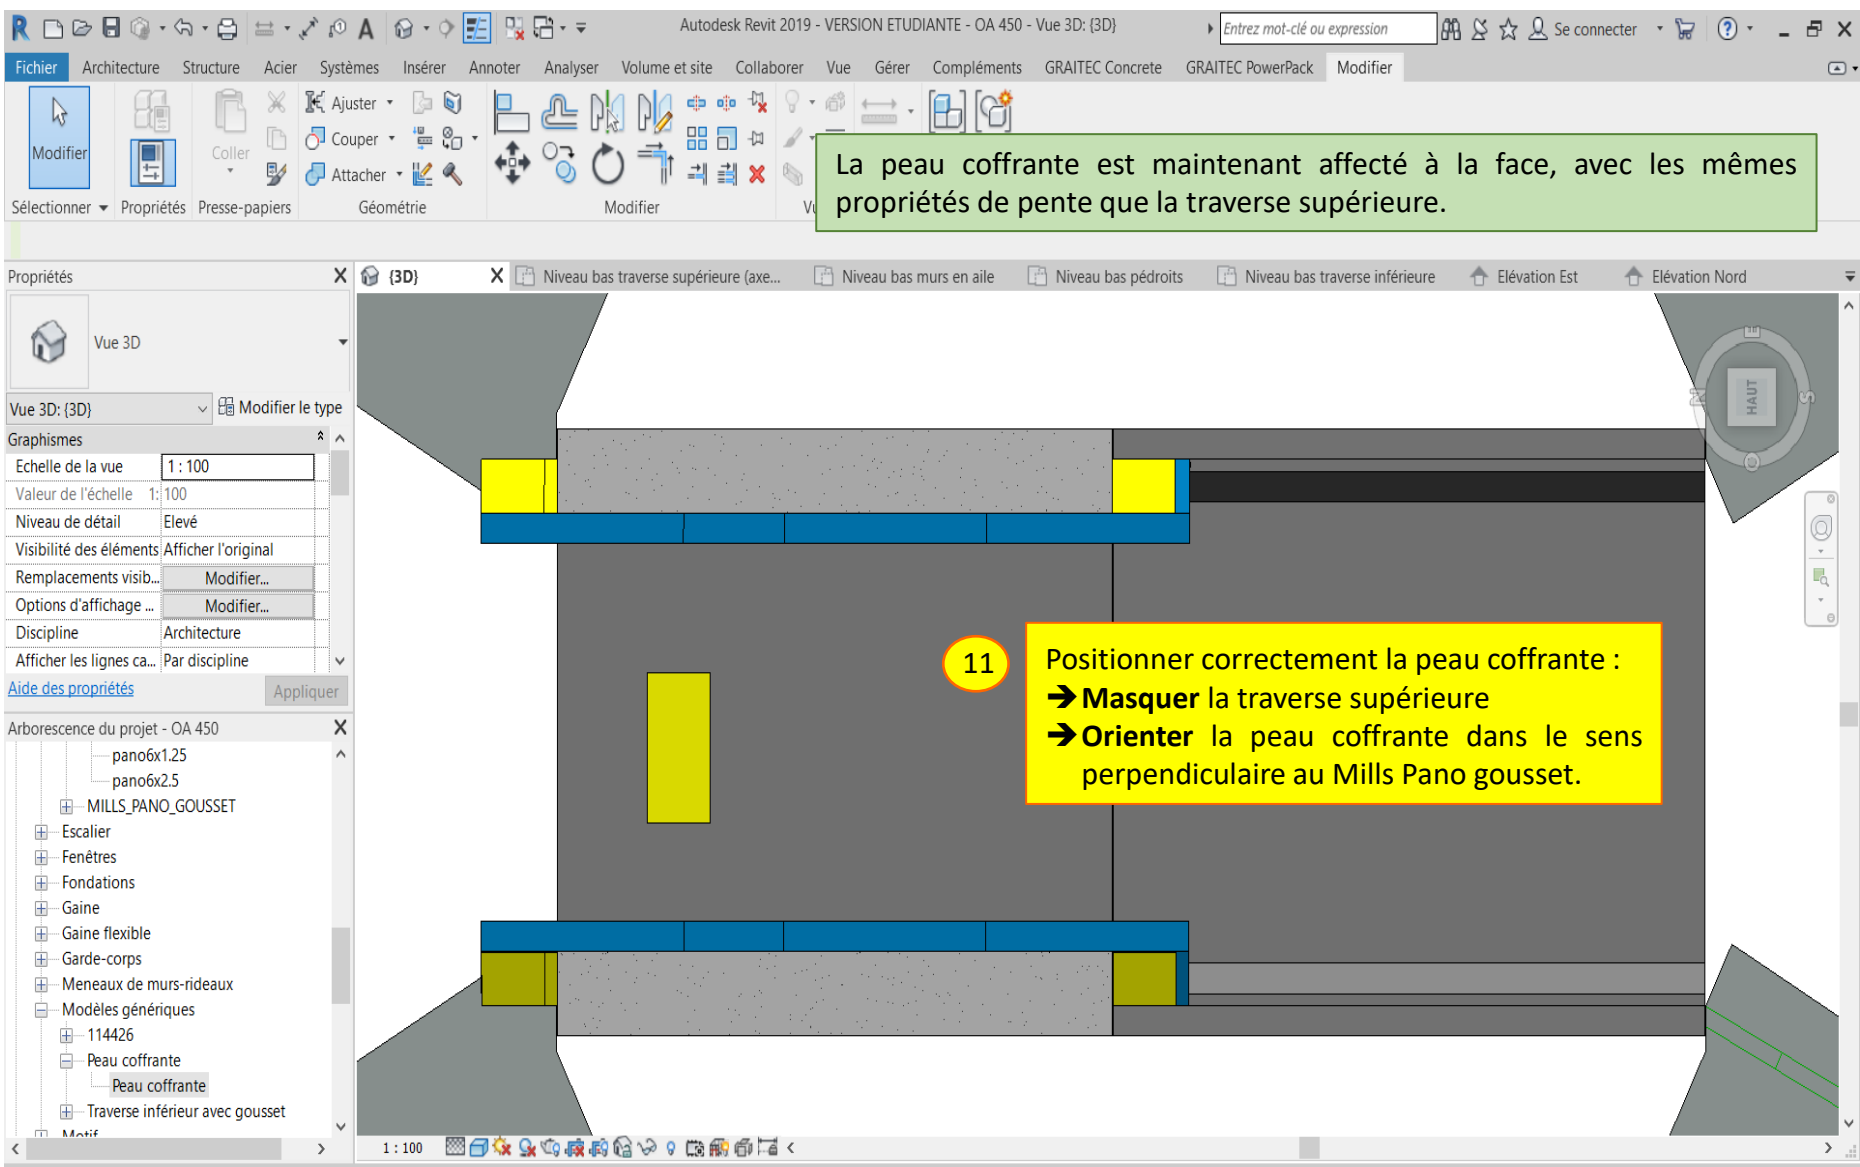 Autodesk Revit 2019 - VERSION ETUDIANTE - OA 450 - Vue 3D: {3D}
Entrez mot-clé ou expression
Se connecter
Fichier Architecture Structure Acier Systèmes Insérer Annoter Analyser Volume et site Collaborer Vue Gérer Compléments GRAITEC Concrete GRAITEC PowerPack Modifier
Modifier
Coller
Ajuster
Couper
Attacher
Sélectionner Propriétés Presse-papiers Géométrie Modifier
La peau coffrante est maintenant affecté à la face, avec les mêmes
propriétés de pente que la traverse supérieure.
Propriétés
{3D} Niveau bas traverse supérieure (axe... Niveau bas murs en aile Niveau bas pédroits Niveau bas traverse inférieure Elévation Est Elévation Nord
Vue 3D
Vue 3D: {3D} Modifier le type
Graphismes
Echelle de la vue 1 : 100
Valeur de l'échelle 1: 100
Niveau de détail Elevé
Visibilité des éléments Afficher l'original
Remplacements visib... Modifier...
Options d'affichage ... Modifier...
Discipline Architecture
Afficher les lignes ca... Par discipline
Aide des propriétés Appliquer
Arborescence du projet - OA 450
pano6x1.25
pano6x2.5
MILLS_PANO_GOUSSET
Escalier
Fenêtres
Fondations
Gaine
Gaine flexible
Garde-corps
Meneaux de murs-rideaux
Modèles génériques
114426
Peau coffrante
Peau coffrante
Traverse inférieur avec gousset
Motif
E
N
HAUT
S
O
11
Positionner correctement la peau coffrante :
➔ Masquer la traverse supérieure
➔ Orienter la peau coffrante dans le sens
perpendiculaire au Mills Pano gousset.
1 : 100